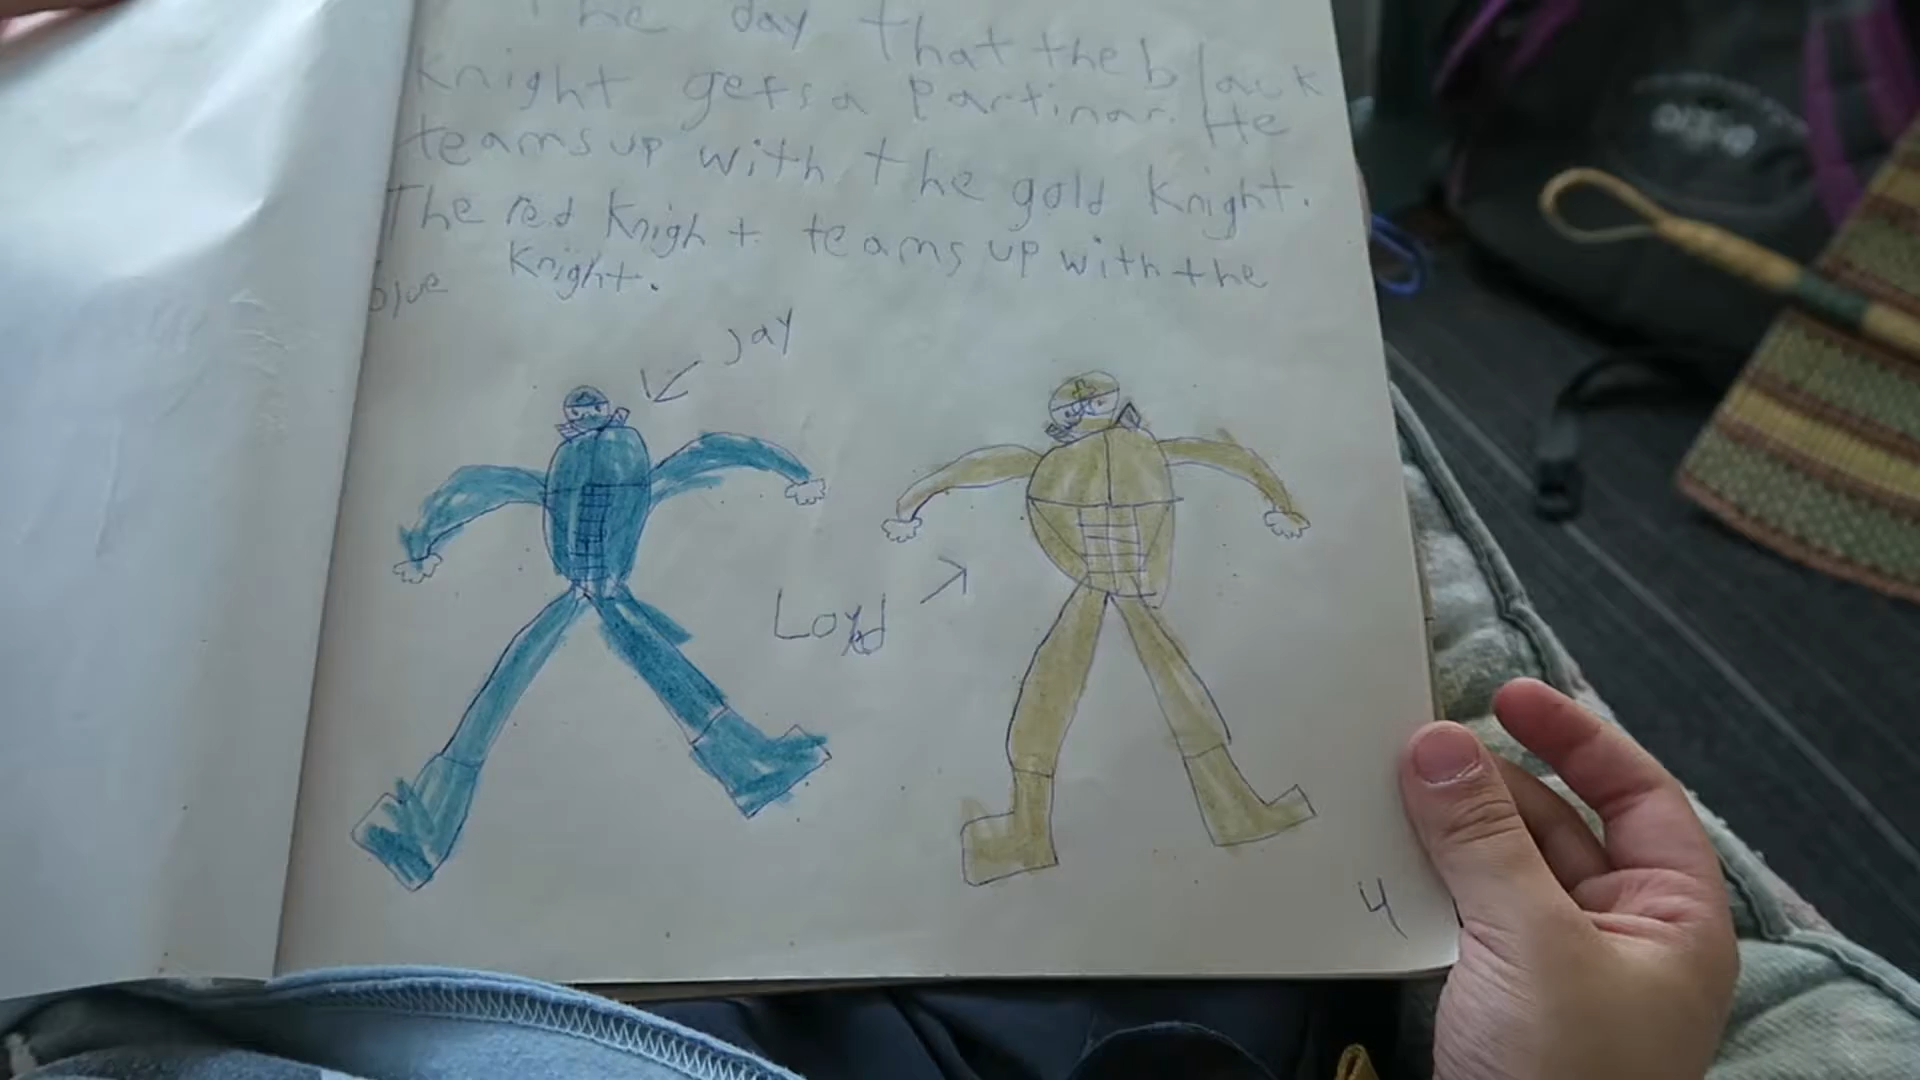 The day that the black
Knight gets a Partinar. He
teams up with the gold Knight.
The red Knight teams up with the
blue Knight.
Jay
Loyd
4